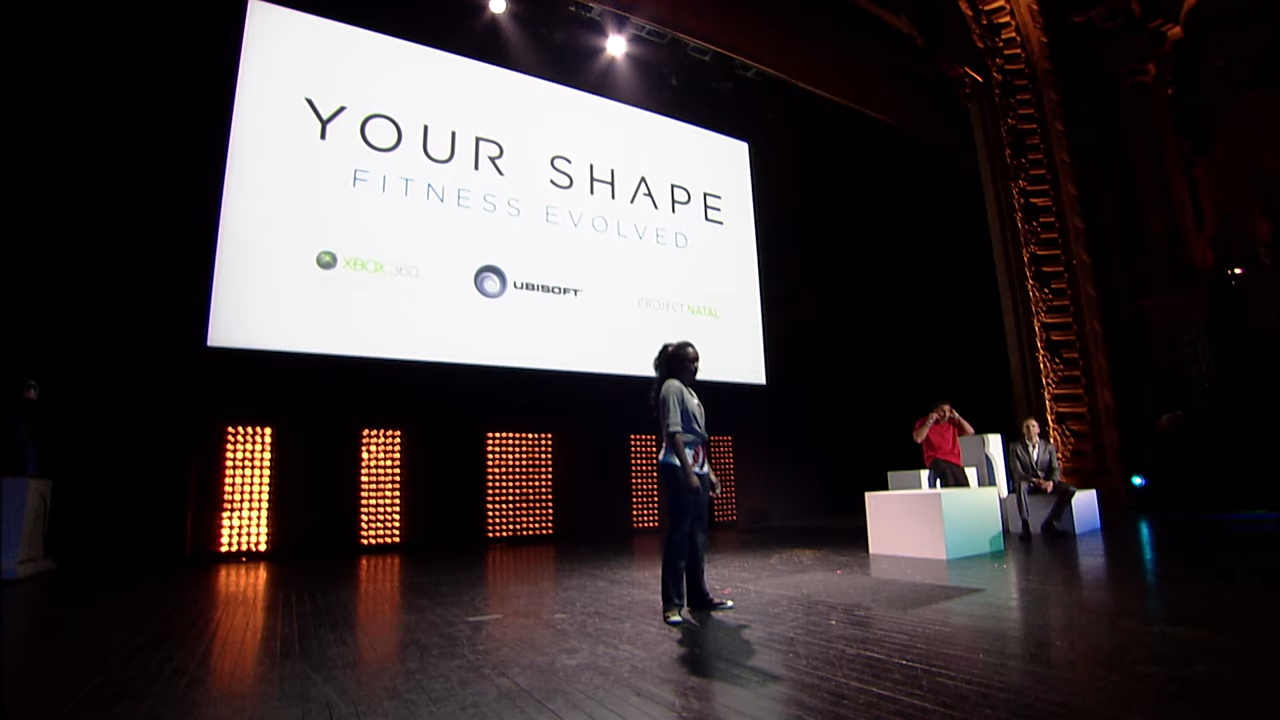 YOUR SHAPE
FITNESS EVOLVED
XBOX 360
UBISOFT
PROJECT NATAL